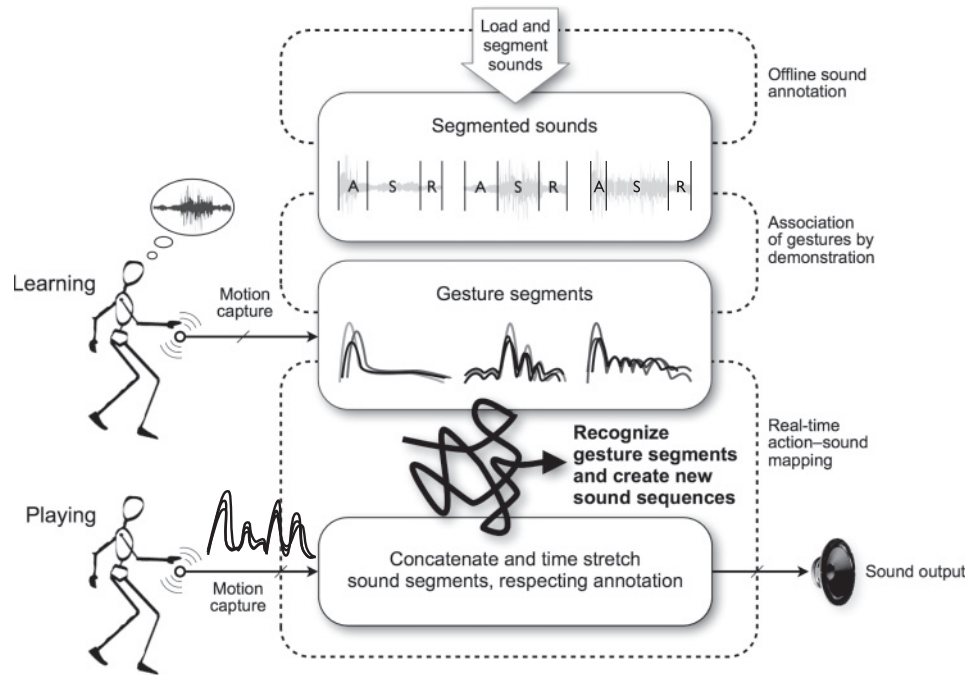 Load and
segment
sounds
Offline sound
annotation
Segmented sounds
A S R A S R A S R
Association
of gestures by
demonstration
Learning
Motion
capture
Gesture segments
Recognize
gesture segments
and create new
sound sequences
Real-time
action–sound
mapping
Playing
Motion
capture
Concatenate and time stretch
sound segments, respecting annotation
Sound output